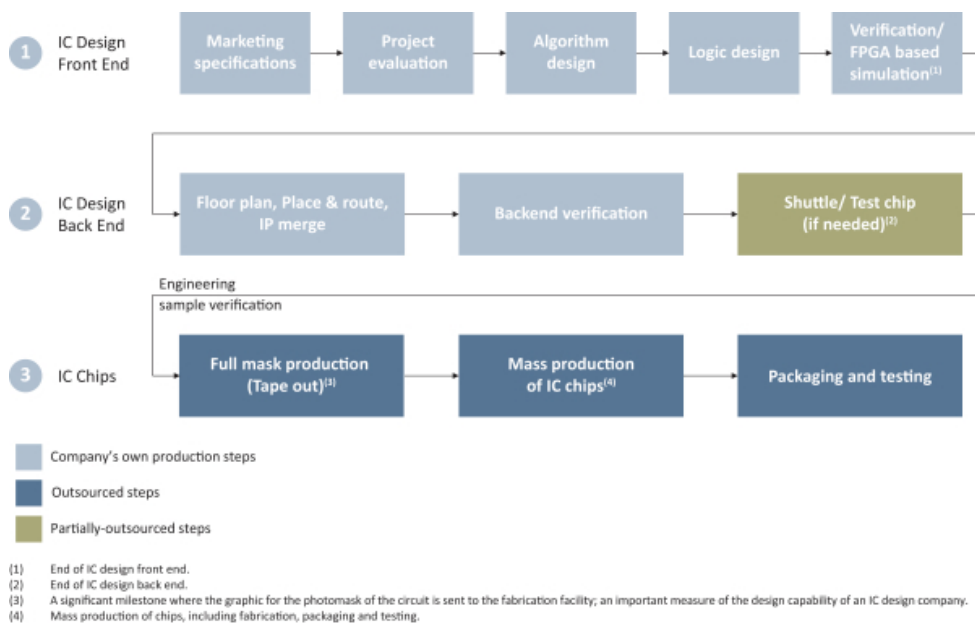 1
IC Design
Front End
Marketing
specifications
Project
evaluation
Algorithm
design
Logic design
Verification/
FPGA based
simulation(1)
2
IC Design
Back End
Floor plan, Place & route,
IP merge
Backend verification
Shuttle/ Test chip
(if needed)(2)
Engineering
sample verification
3
IC Chips
Full mask production
(Tape out)(3)
Mass production
of IC chips(4)
Packaging and testing
Company's own production steps
Outsourced steps
Partially-outsourced steps
(1) End of IC design front end.
(2) End of IC design back end.
(3) A significant milestone where the graphic for the photomask of the circuit is sent to the fabrication facility; an important measure of the design capability of an IC design company.
(4) Mass production of chips, including fabrication, packaging and testing.